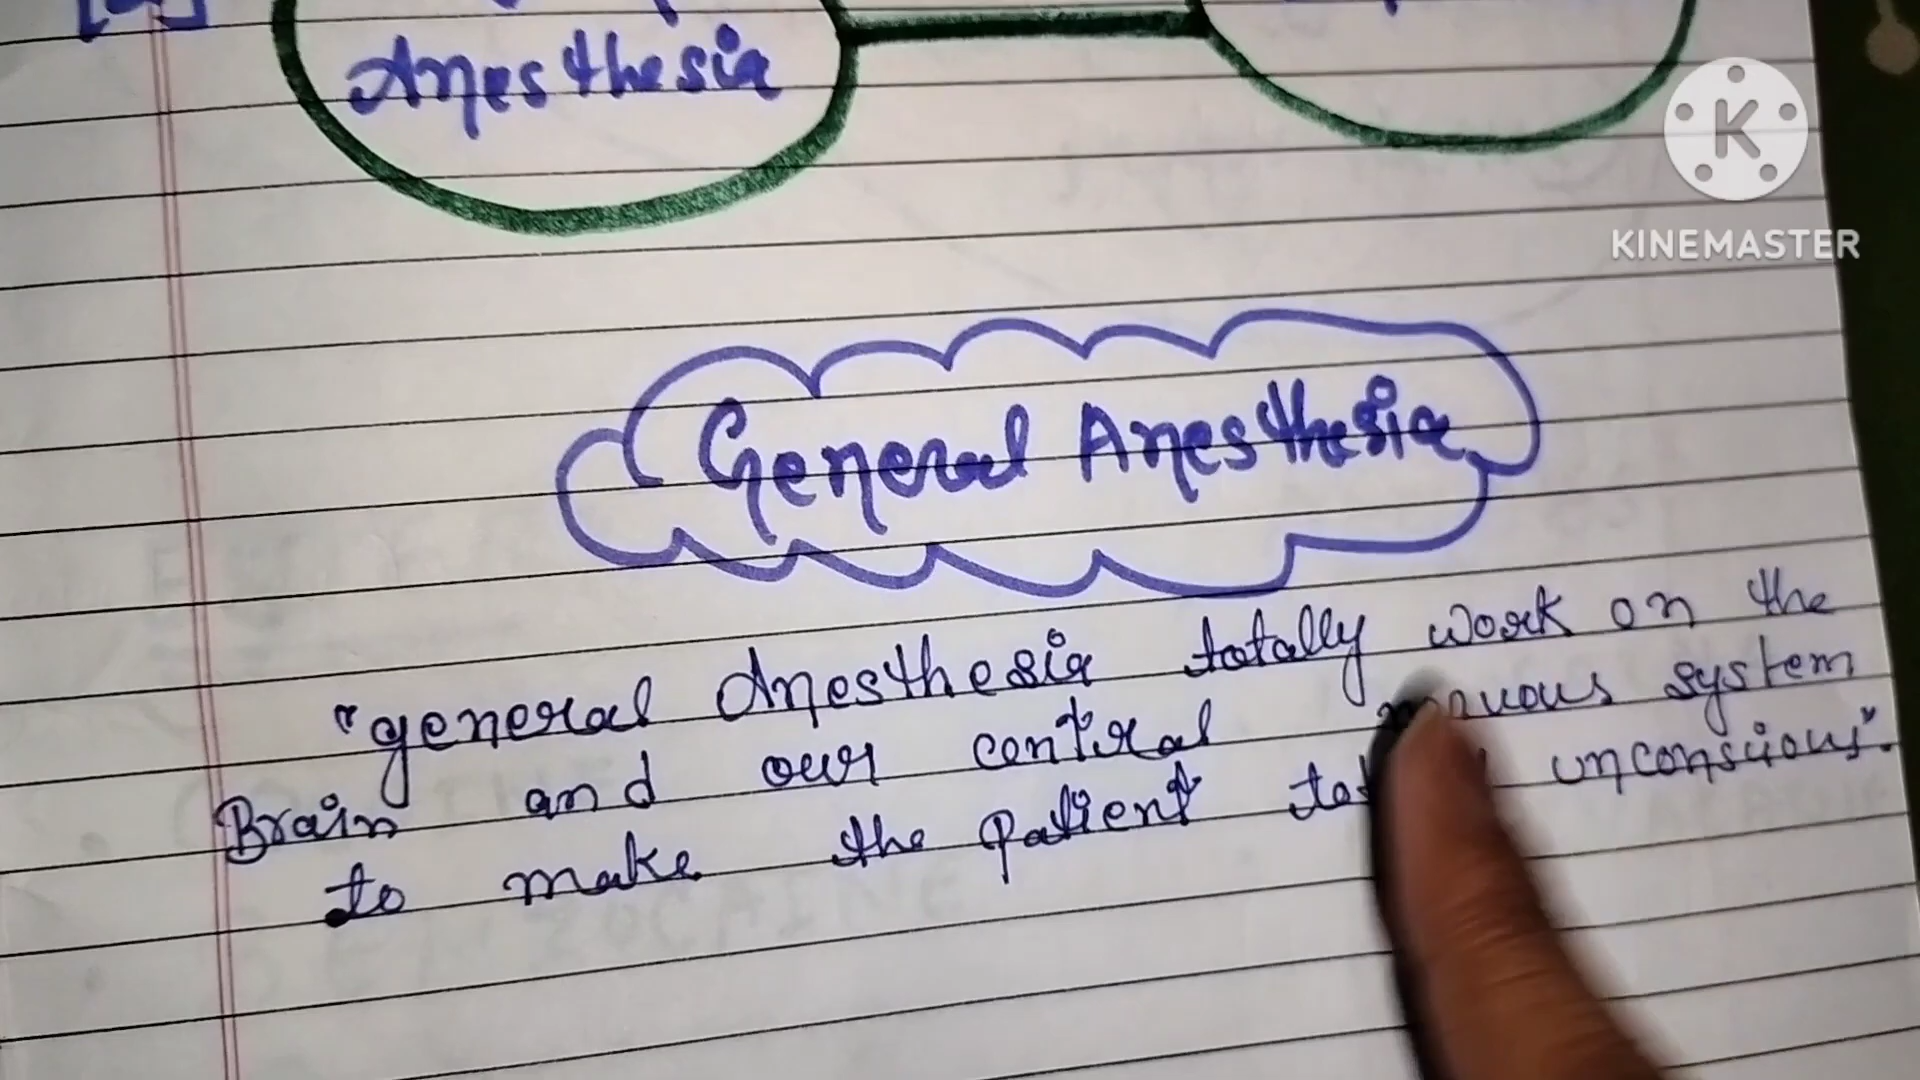 Anesthesia
K
KINEMASTER
General Anesthesia
"general Anesthesia totally work on the
Brain and our central system
to make the patient unconscious".